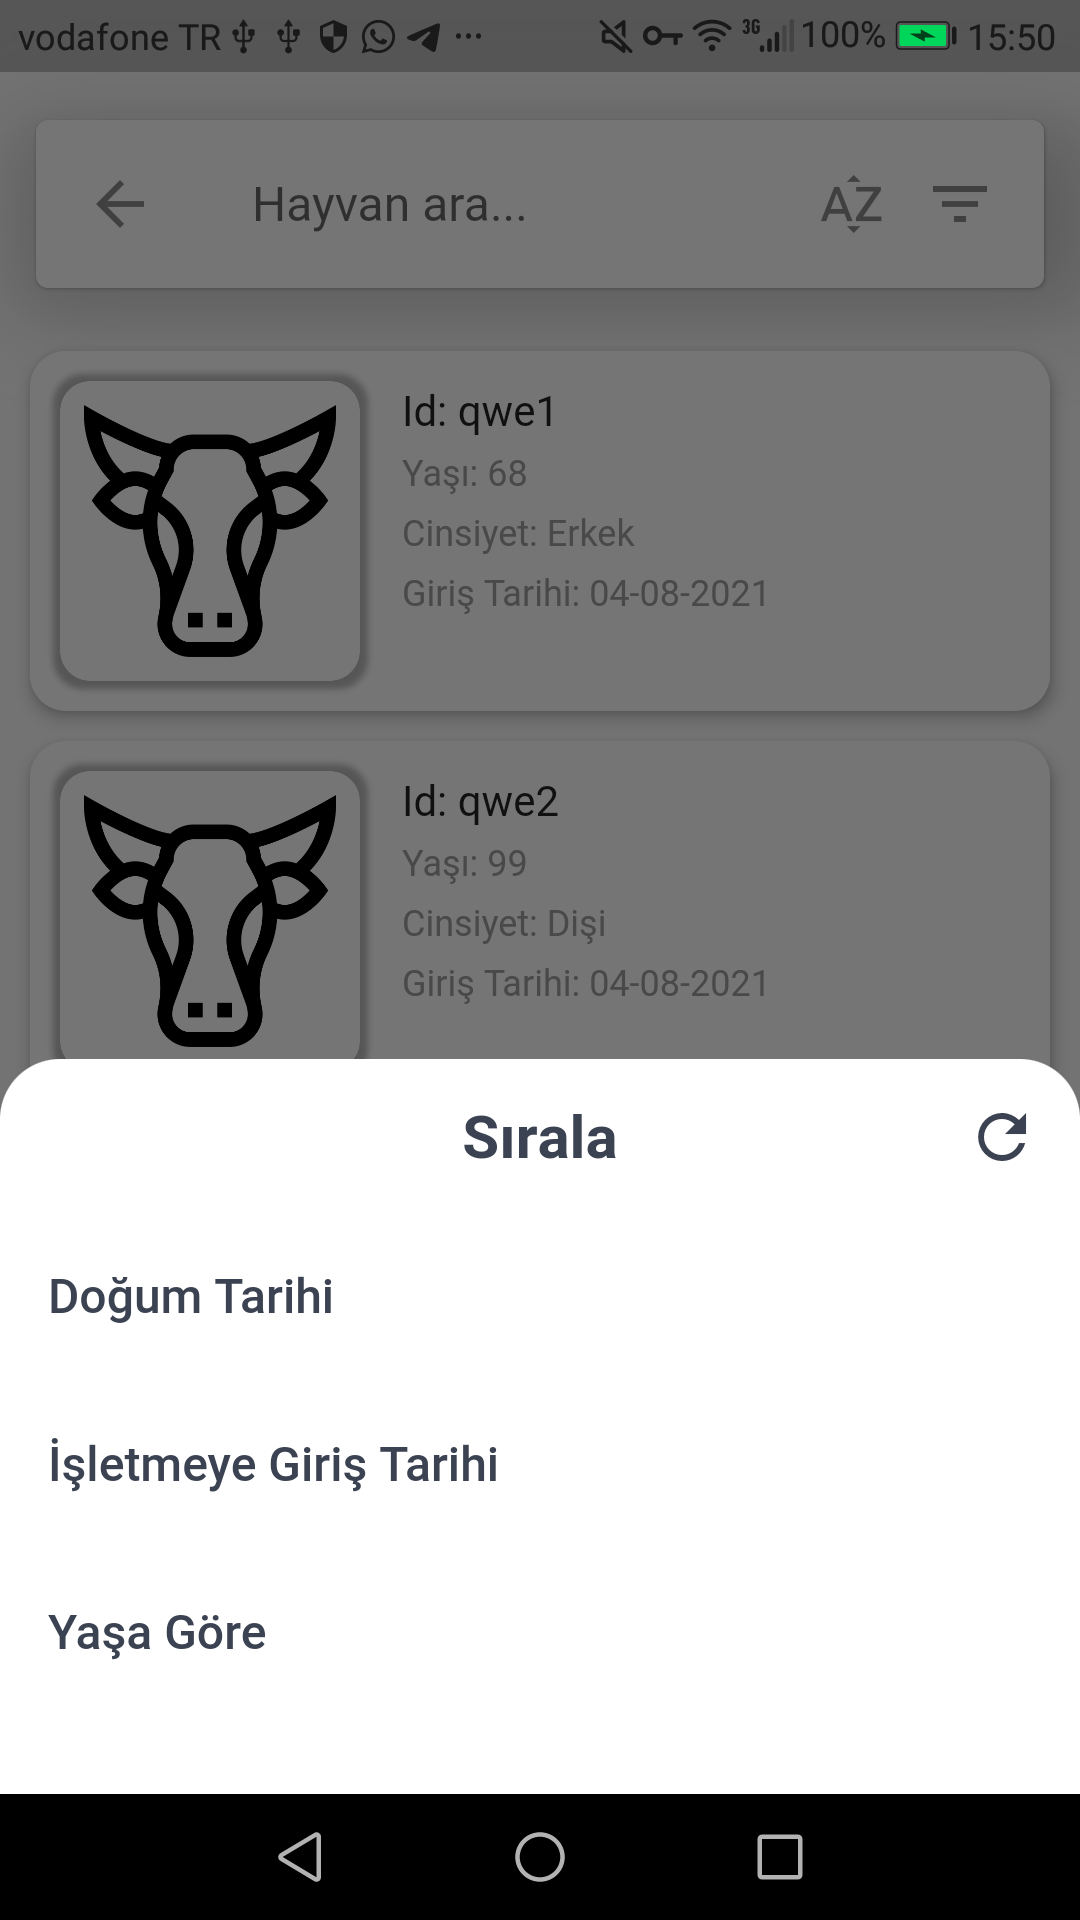 vodafone TR ... 3G 100% 15:50
Hayvan ara... AZ
Id: qwe1
Yaşı: 68
Cinsiyet: Erkek
Giriş Tarihi: 04-08-2021
Id: qwe2
Yaşı: 99
Cinsiyet: Dişi
Giriş Tarihi: 04-08-2021
Sırala
Doğum Tarihi
İşletmeye Giriş Tarihi
Yaşa Göre